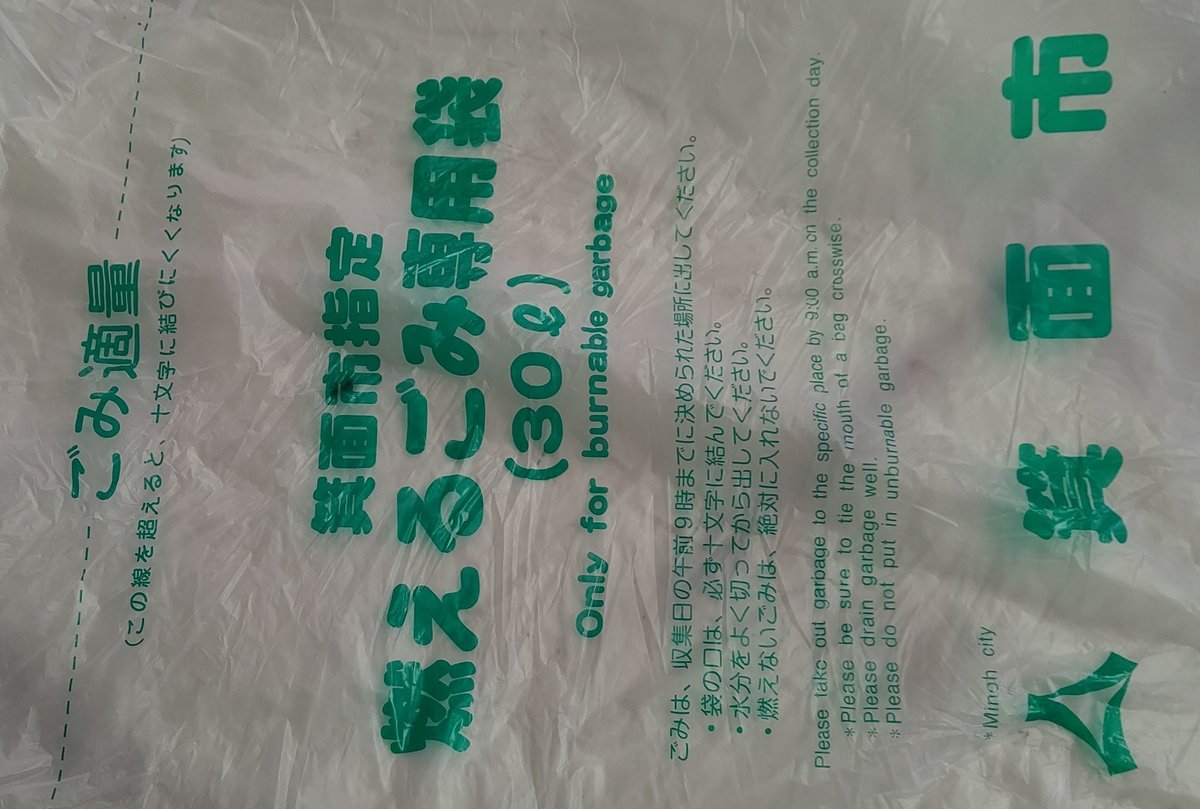 ごみ適量
(この線を超えると、十文字に結びにくくなります)
箕面市指定
燃えるごみ専用袋
(30ℓ)
Only for burnable garbage
ごみは、収集日の午前9時までに決められた場所に出してください。
・袋の口は、必ず十文字に結んでください。
・水分をよく切ってから出してください。
・燃えないごみは、絶対に入れないでください。
Please take out garbage to the specific place by 9:00 a.m. on the collection day.
*Please be sure to tie the mouth of a bag crosswise.
*Please drain garbage well.
*Please do not put in unburnable garbage.
*Minoh city
箕面市